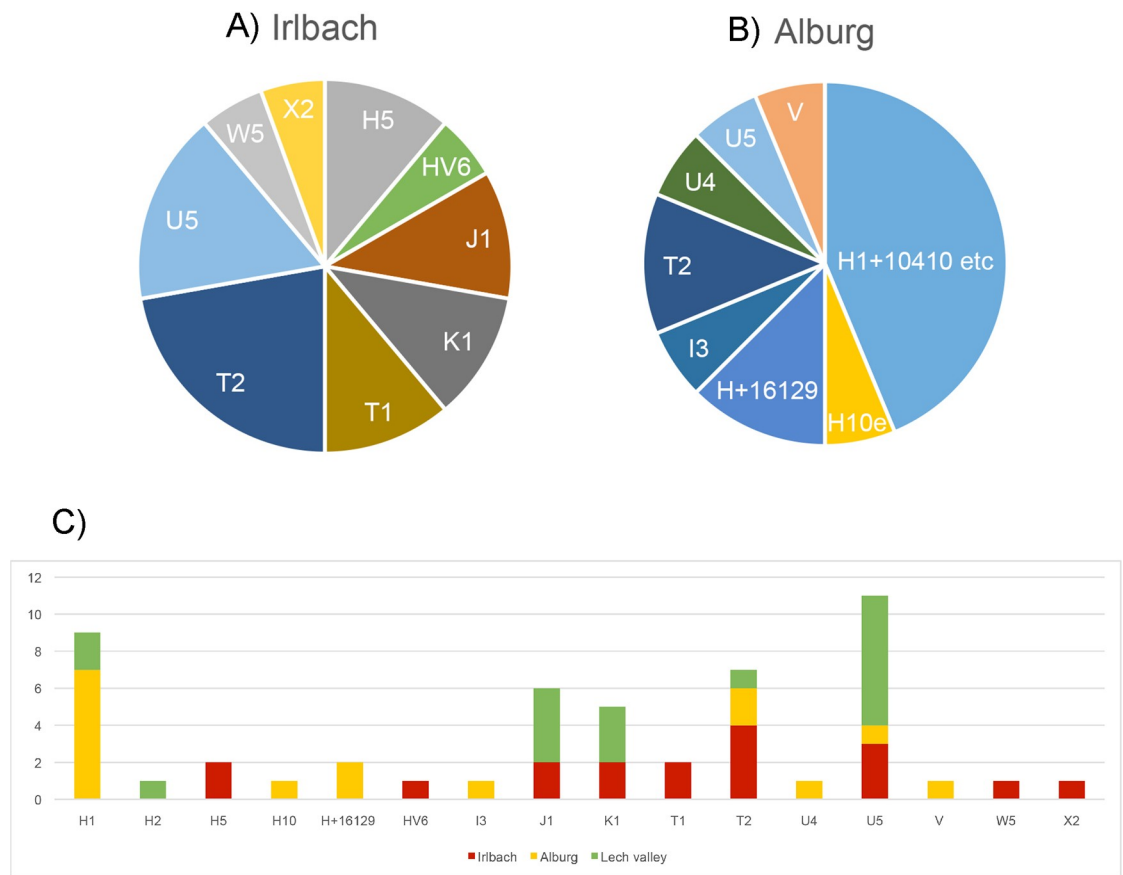 A) Irlbach
B) Alburg
X2
H5
W5
HV6
U5
J1
K1
T2
T1
V
U5
U4
H1+10410 etc
T2
I3
H+16129
H10e
C)
12
10
8
6
4
2
0
H1 H2 H5 H10 H+16129 HV6 I3 J1 K1 T1 T2 U4 U5 V W5 X2
Irlbach Alburg Lech valley